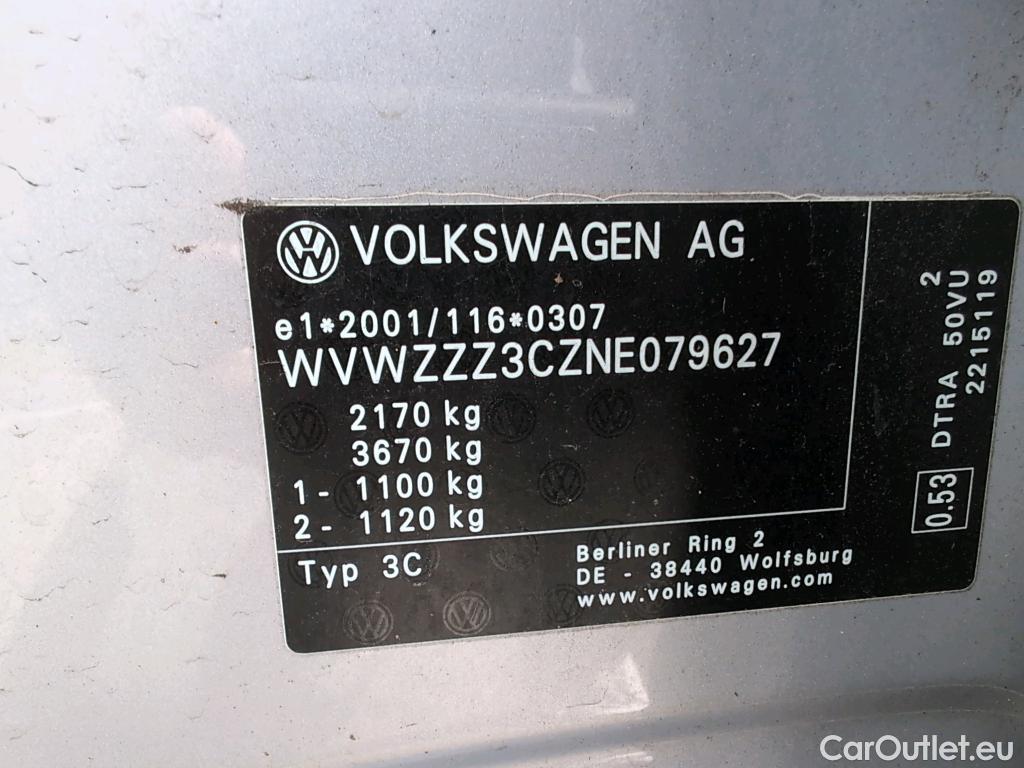 VOLKSWAGEN AG
e1*2001/116*0307
WVWZZZ3CZNE079627
2170 kg
3670 kg
1 - 1100 kg
2 - 1120 kg
Typ 3C
Berliner Ring 2
DE - 38440 Wolfsburg
www.volkswagen.com
2
0.53 DTRA 50VU
2215119
CarOutlet.eu